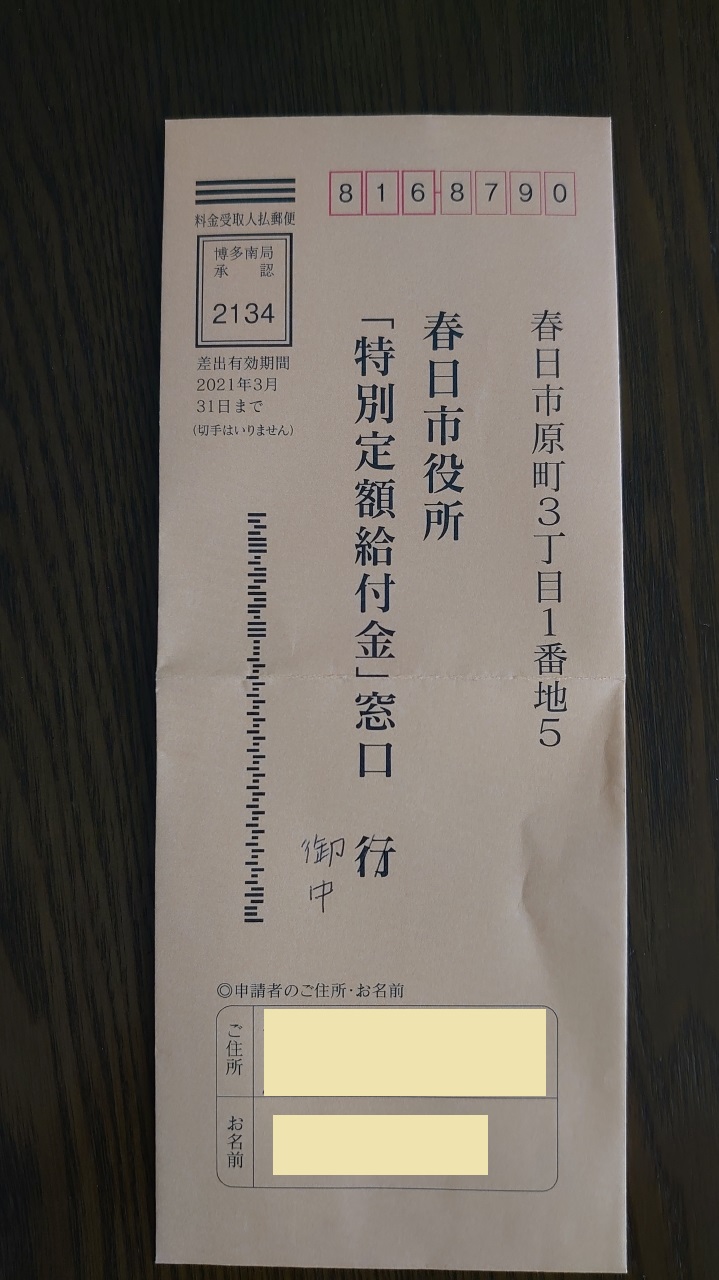 8168790
料金受取人払郵便
博多南局
承　認
2134
差出有効期間
2021年3月
31日まで
(切手はいりません)
春日市原町3丁目1番地5
春日市役所
「特別定額給付金」窓口　行
御中
◎申請者のご住所・お名前
ご住所
お名前